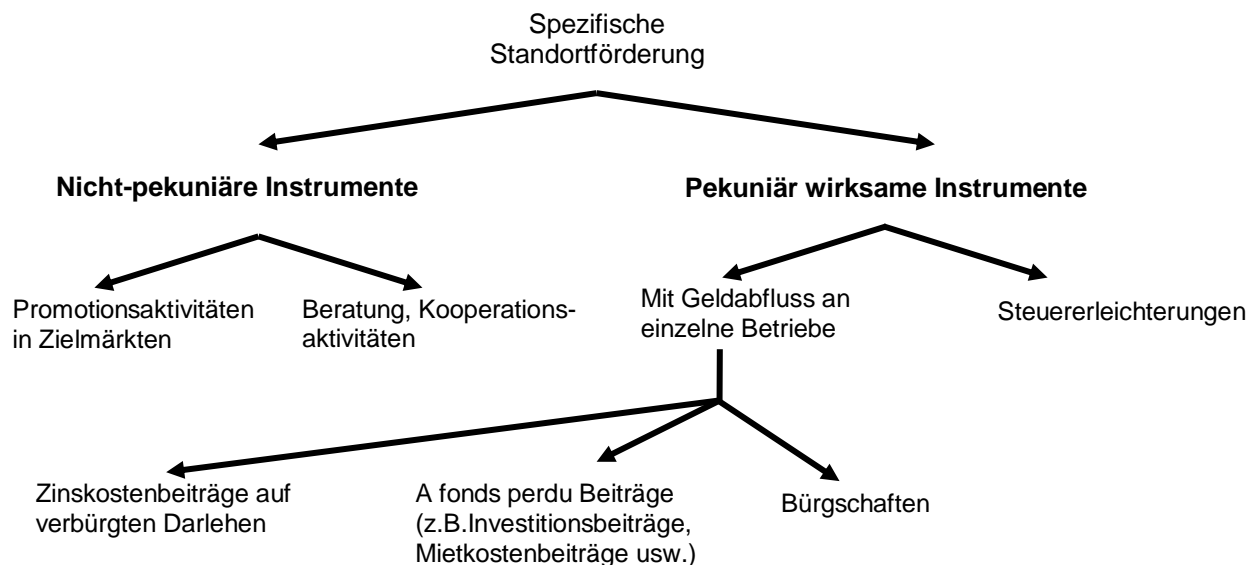 Spezifische
Standortförderung
Nicht-pekuniäre Instrumente
Pekuniär wirksame Instrumente
Promotionsaktivitäten
in Zielmärkten
Beratung, Kooperations-
aktivitäten
Mit Geldabfluss an
einzelne Betriebe
Steuererleichterungen
Zinskostenbeiträge auf
verbürgten Darlehen
A fonds perdu Beiträge
(z.B.Investitionsbeiträge,
Mietkostenbeiträge usw.)
Bürgschaften